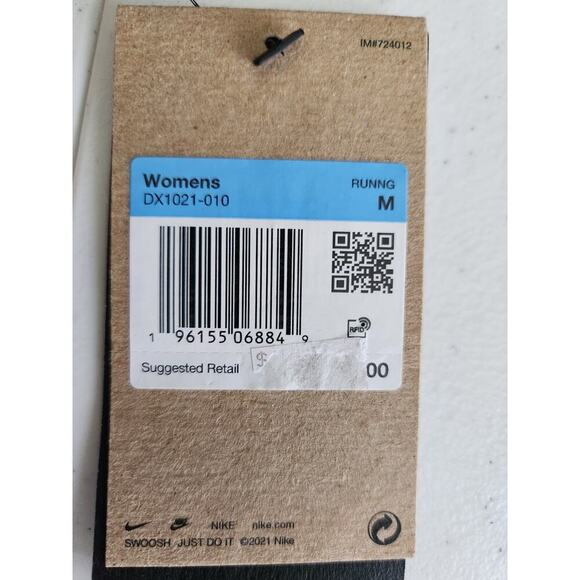 IM#724012
Womens RUNNG
DX1021-010 M
1 96155 06884 9
RFID
Suggested Retail 00
NIKE nike.com
SWOOSH JUST DO IT ©2021 Nike